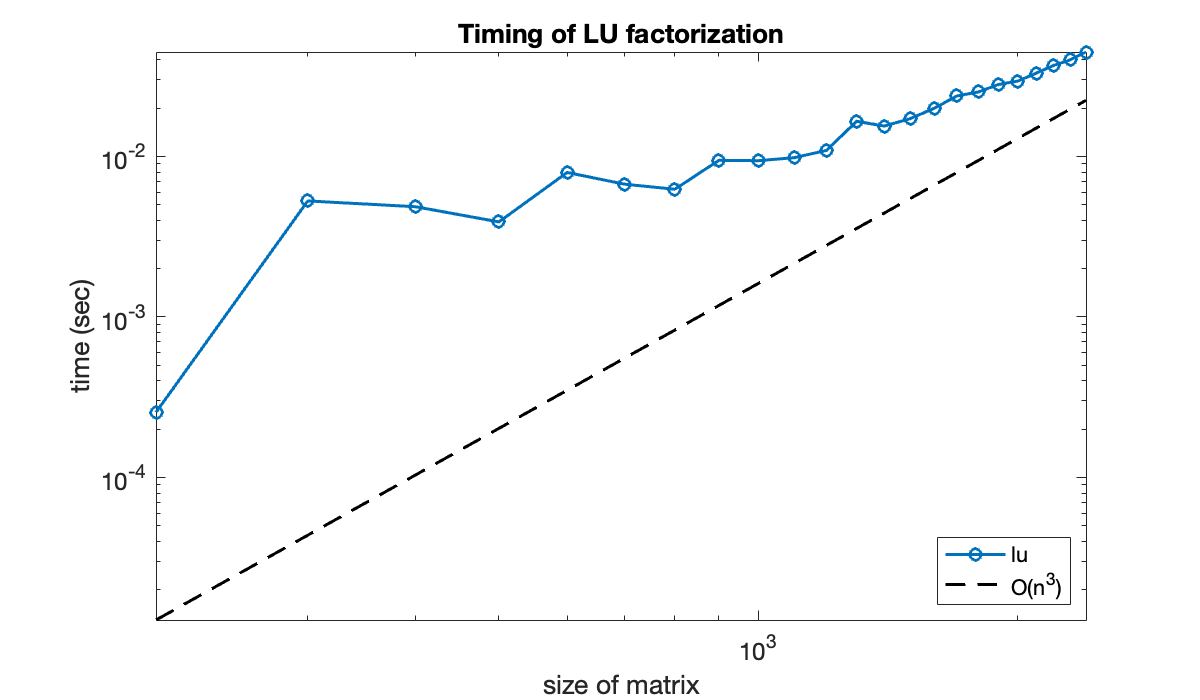 Timing of LU factorization
time (sec)
10^-2
10^-3
10^-4
10^3
size of matrix
lu
O(n^3)